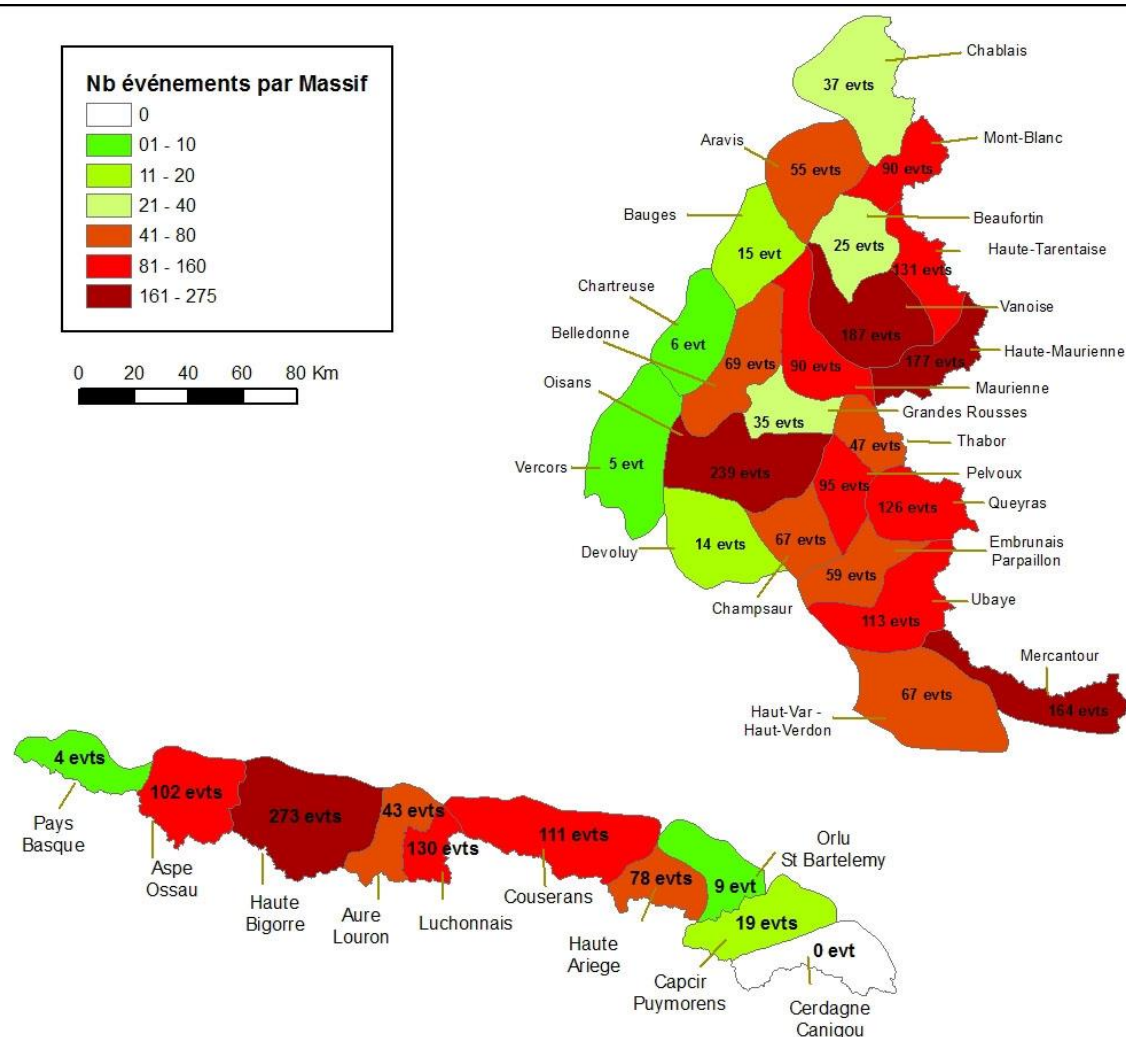 Nb événements par Massif
0
01 - 10
11 - 20
21 - 40
41 - 80
81 - 160
161 - 275
0 20 40 60 80 Km
Chablais
37 evts
Mont-Blanc
90 evts
Aravis
55 evts
Beaufortin
25 evts
Bauges
15 evt
Haute-Tarentaise
131 evts
Chartreuse
6 evt
Vanoise
187 evts
Belledonne
69 evts
Haute-Maurienne
177 evts
Oisans
239 evts
Maurienne
90 evts
Grandes Rousses
35 evts
Thabor
47 evts
Vercors
5 evt
Pelvoux
95 evts
Queyras
126 evts
Devoluy
14 evts
Champsaur
67 evts
Embrunais
Parpaillon
59 evts
Ubaye
113 evts
Mercantour
164 evts
Haut-Var -
Haut-Verdon
67 evts
4 evts
Pays
Basque
102 evts
Aspe
Ossau
273 evts
Haute
Bigorre
43 evts
Aure
Louron
130 evts
Luchonnais
111 evts
Couserans
78 evts
Haute
Ariege
Orlu
St Bartelemy
9 evt
19 evts
Capcir
Puymorens
0 evt
Cerdagne
Canigou